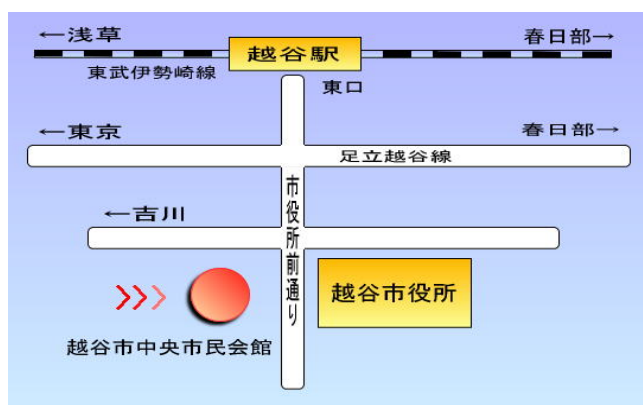 ←浅草
春日部→
越谷駅
東武伊勢崎線
東口
←東京
春日部→
足立越谷線
市役所前通り
←吉川
越谷市役所
越谷市中央市民会館